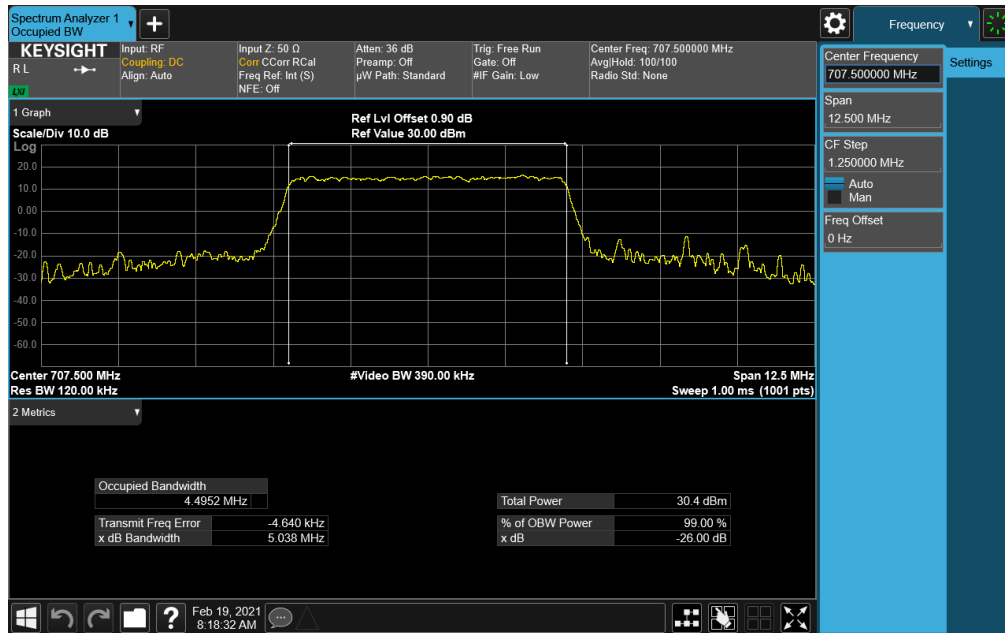 Spectrum Analyzer 1
Occupied BW
Frequency
KEYSIGHT
R L
LXI
Input: RF
Coupling: DC
Align: Auto
Input Z: 50 Ω
Corr CCorr RCal
Freq Ref: Int (S)
NFE: Off
Atten: 36 dB
Preamp: Off
µW Path: Standard
Trig: Free Run
Gate: Off
#IF Gain: Low
Center Freq: 707.500000 MHz
Avg|Hold: 100/100
Radio Std: None
Center Frequency
707.500000 MHz
Settings
Span
12.500 MHz
CF Step
1.250000 MHz
Auto
Man
Freq Offset
0 Hz
1 Graph
Scale/Div 10.0 dB
Ref Lvl Offset 0.90 dB
Ref Value 30.00 dBm
Log
20.0
10.0
0.00
-10.0
-20.0
-30.0
-40.0
-50.0
-60.0
Center 707.500 MHz
#Video BW 390.00 kHz
Span 12.5 MHz
Res BW 120.00 kHz
Sweep 1.00 ms (1001 pts)
2 Metrics
Occupied Bandwidth
4.4952 MHz
Total Power 30.4 dBm
Transmit Freq Error -4.640 kHz
% of OBW Power 99.00 %
x dB Bandwidth 5.038 MHz
x dB -26.00 dB
?
Feb 19, 2021
8:18:32 AM